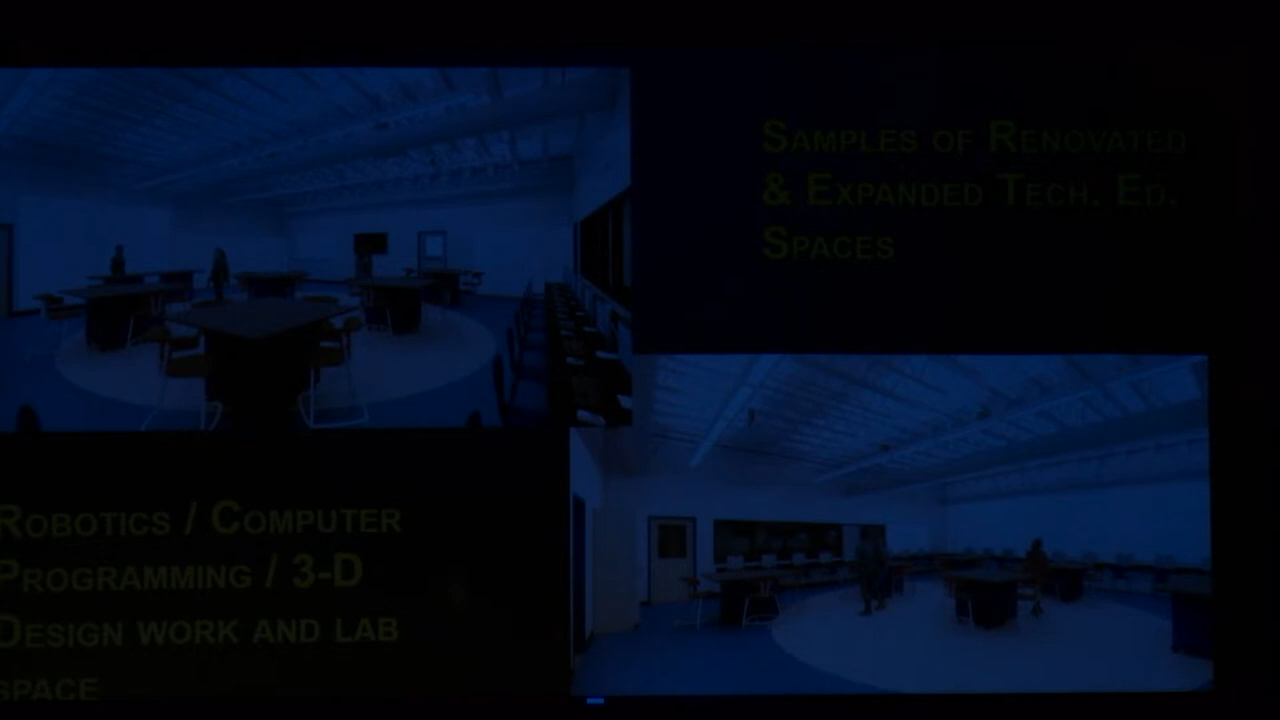 SAMPLES OF RENOVATED
& EXPANDED TECH. ED.
SPACES
ROBOTICS / COMPUTER
PROGRAMMING / 3-D
DESIGN WORK AND LAB
SPACE